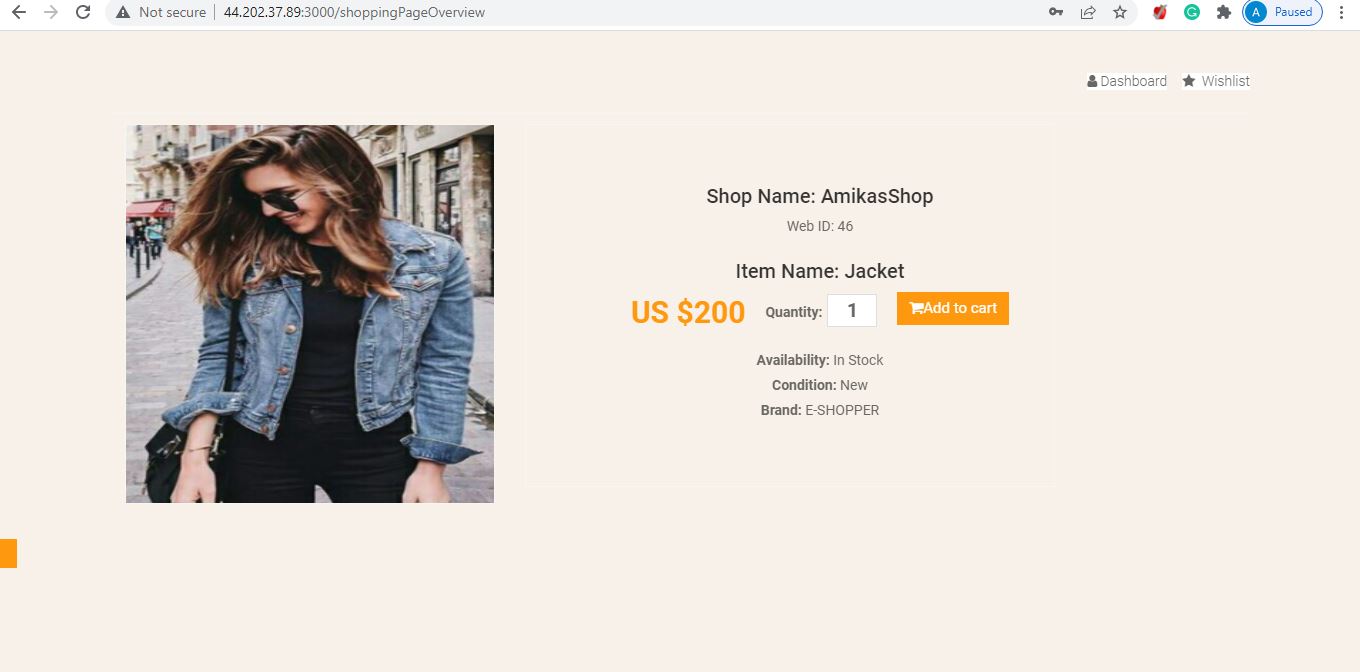 Not secure | 44.202.37.89:3000/shoppingPageOverview A Paused
Dashboard Wishlist
Shop Name: AmikasShop
Web ID: 46
Item Name: Jacket
US $200 Quantity: 1 Add to cart
Availability: In Stock
Condition: New
Brand: E-SHOPPER